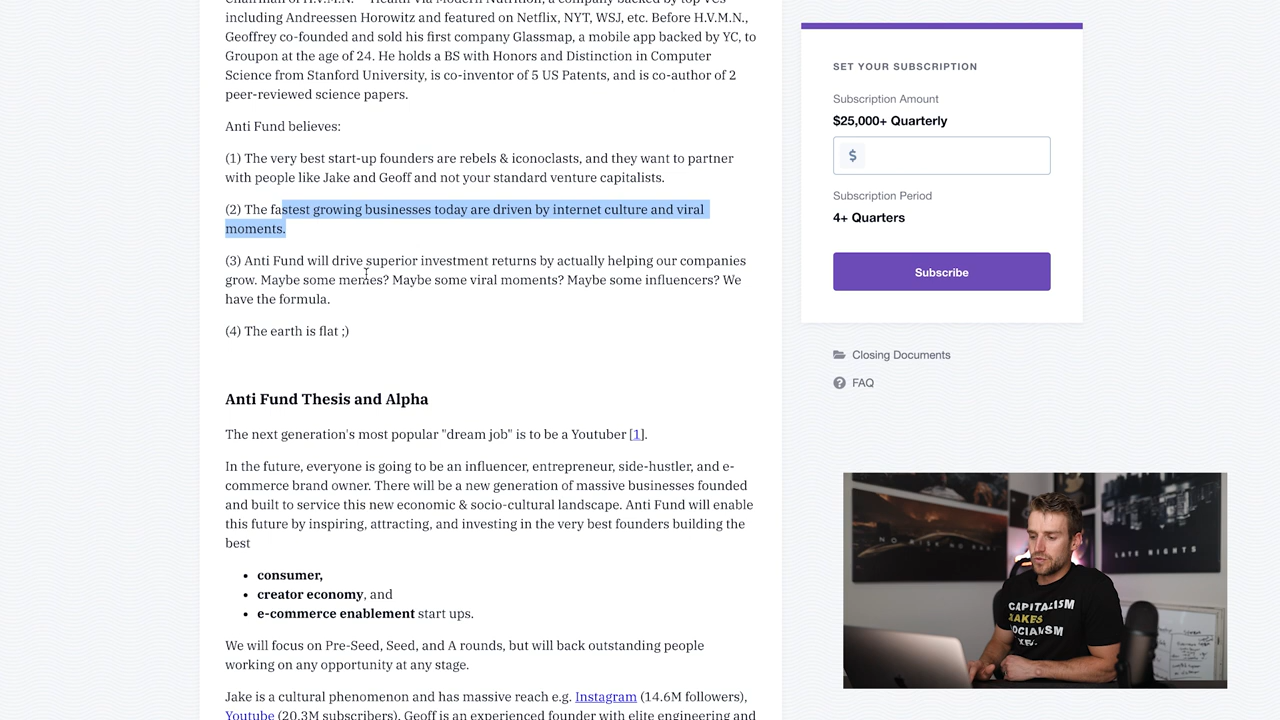 Chairman of H.V.M.N. - Health via Modern Nutrition, a company backed by top VCs
including Andreessen Horowitz and featured on Netflix, NYT, WSJ, etc. Before H.V.M.N.,
Geoffrey co-founded and sold his first company Glassmap, a mobile app backed by YC, to
Groupon at the age of 24. He holds a BS with Honors and Distinction in Computer
Science from Stanford University, is co-inventor of 5 US Patents, and is co-author of 2
peer-reviewed science papers.
Anti Fund believes:
(1) The very best start-up founders are rebels & iconoclasts, and they want to partner
with people like Jake and Geoff and not your standard venture capitalists.
(2) The fastest growing businesses today are driven by internet culture and viral
moments.
(3) Anti Fund will drive superior investment returns by actually helping our companies
grow. Maybe some memes? Maybe some viral moments? Maybe some influencers? We
have the formula.
(4) The earth is flat ;)
Anti Fund Thesis and Alpha
The next generation's most popular "dream job" is to be a Youtuber [1].
In the future, everyone is going to be an influencer, entrepreneur, side-hustler, and e-
commerce brand owner. There will be a new generation of massive businesses founded
and built to service this new economic & socio-cultural landscape. Anti Fund will enable
this future by inspiring, attracting, and investing in the very best founders building the
best
• consumer,
• creator economy, and
• e-commerce enablement start ups.
We will focus on Pre-Seed, Seed, and A rounds, but will back outstanding people
working on any opportunity at any stage.
Jake is a cultural phenomenon and has massive reach e.g. Instagram (14.6M followers),
Youtube (20.3M subscribers). Geoff is an experienced founder with elite engineering and
SET YOUR SUBSCRIPTION
Subscription Amount
$25,000+ Quarterly
$
Subscription Period
4+ Quarters
Subscribe
Closing Documents
FAQ
LATE NIGHTS
CAPITALISM
MAKES
SOCIALISM